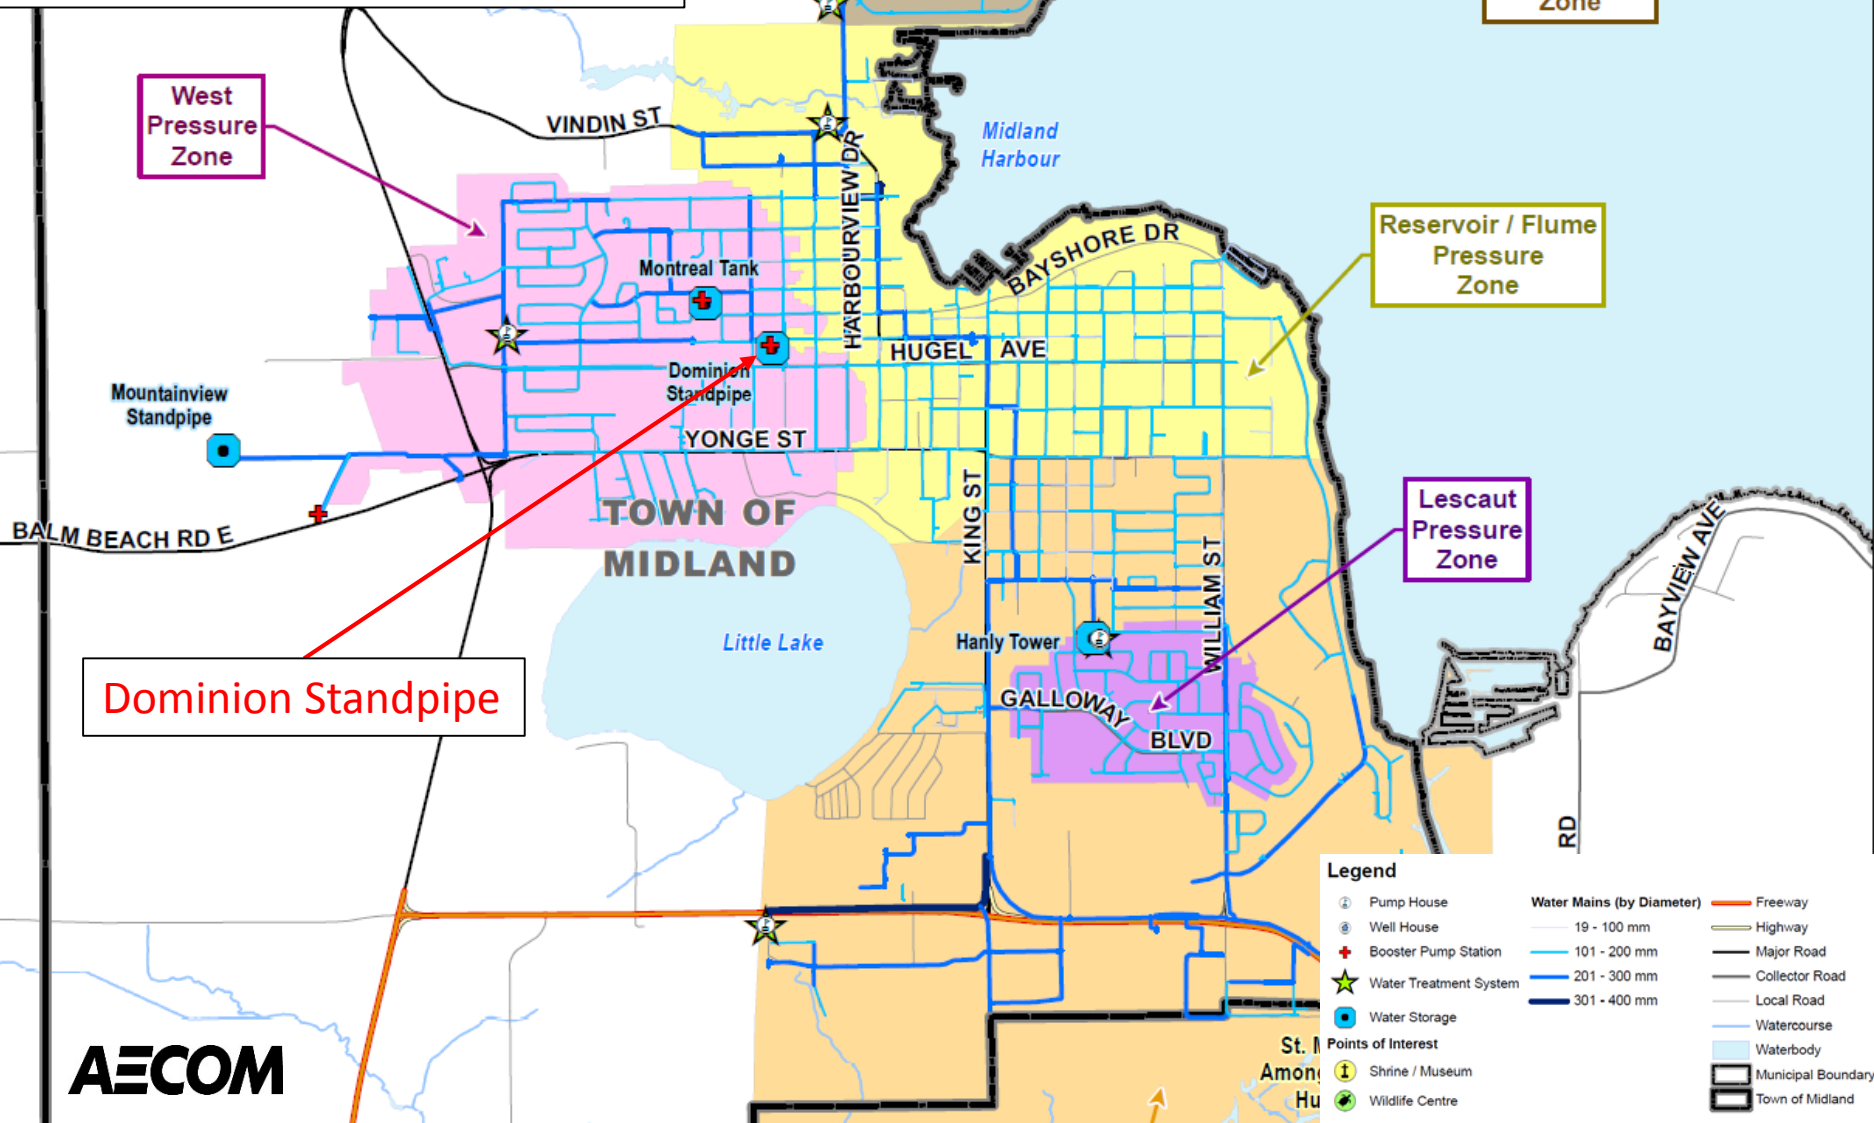 Zone
West
Pressure
Zone
VINDIN ST
HARBOURVIEW DR
Midland
Harbour
BAYSHORE DR
Reservoir / Flume
Pressure
Zone
Montreal Tank
HUGEL AVE
Dominion
Standpipe
Mountainview
Standpipe
YONGE ST
KING ST
TOWN OF
MIDLAND
BALM BEACH RD E
Lescaut
Pressure
Zone
BAYVIEW AVE
WILLIAM ST
Little Lake
Hanly Tower
Dominion Standpipe
GALLOWAY
BLVD
RD
Legend
Pump House
Well House
Booster Pump Station
Water Treatment System
Water Storage
Points of Interest
Shrine / Museum
Wildlife Centre
Water Mains (by Diameter)
19 - 100 mm
101 - 200 mm
201 - 300 mm
301 - 400 mm
Freeway
Highway
Major Road
Collector Road
Local Road
Watercourse
Waterbody
Municipal Boundary
Town of Midland
St.
AECOM